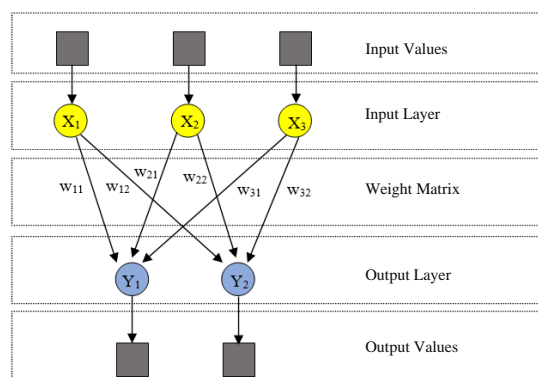 Input Values
X1 X2 X3 Input Layer
w11 w12 w21 w22 w31 w32 Weight Matrix
Y1 Y2 Output Layer
Output Values